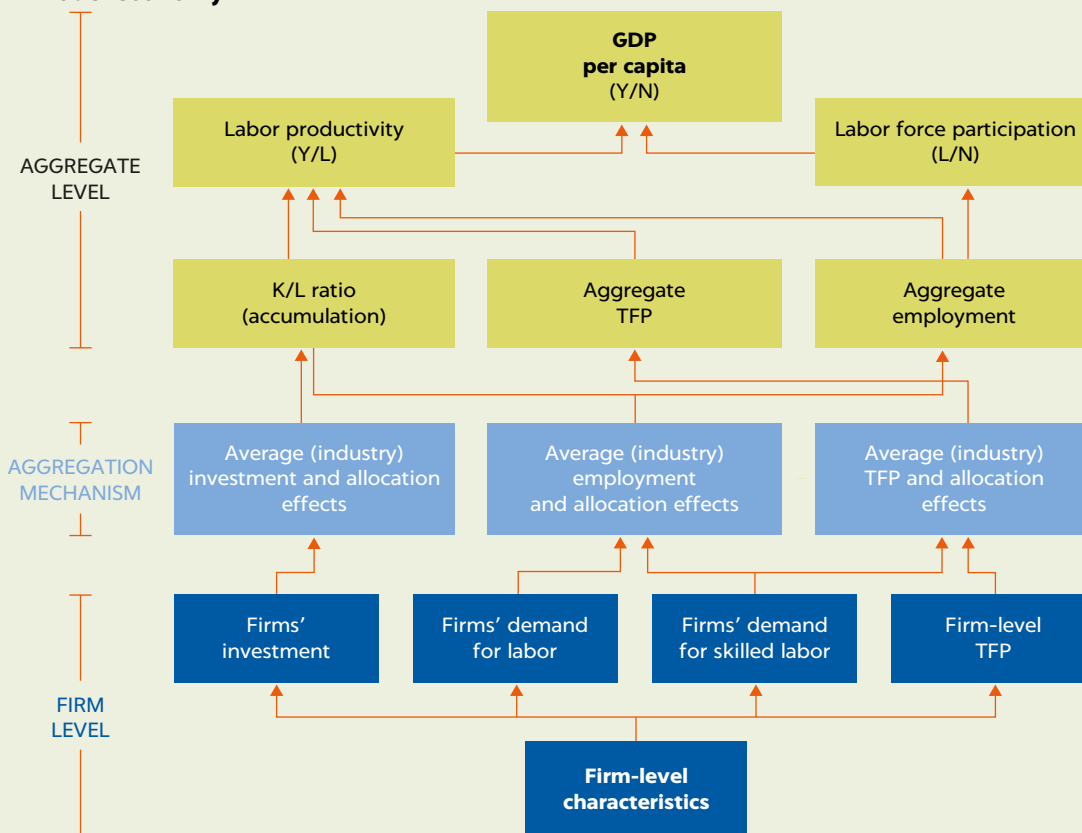 GDP
per capita
(Y/N)
Labor productivity
(Y/L)
Labor force participation
(L/N)
AGGREGATE
LEVEL
K/L ratio
(accumulation)
Aggregate
TFP
Aggregate
employment
AGGREGATION
MECHANISM
Average (industry)
investment and allocation
effects
Average (industry)
employment
and allocation effects
Average (industry)
TFP and allocation
effects
Firms’
investment
Firms’ demand
for labor
Firms’ demand
for skilled labor
Firm-level
TFP
FIRM
LEVEL
Firm-level
characteristics